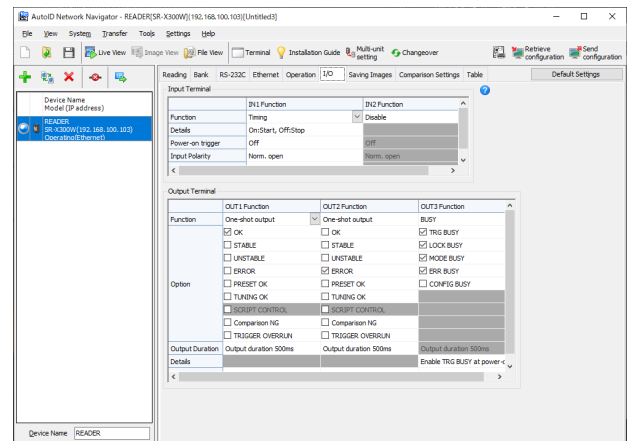 AutoID Network Navigator - READER[SR-X300W](192.168.100.103)[Untitled3]
File View System Transfer Tools Settings Help
Live View Image View File View Terminal Installation Guide Multi-unit setting Changeover Retrieve configuration Send configuration
Reading Bank RS-232C Ethernet Operation I/O Saving Images Comparison Settings Table Default Settings
Device Name
Model (IP address)
READER
SR-X300W(192.168.100.103)
Operating(Ethernet)
Input Terminal
IN1 Function IN2 Function
Function Timing Disable
Details On:Start, Off:Stop
Power-on trigger Off Off
Input Polarity Norm. open Norm. open
Output Terminal
OUT1 Function OUT2 Function OUT3 Function
Function One-shot output One-shot output BUSY
Option
OK OK TRG BUSY
STABLE STABLE LOCK BUSY
UNSTABLE UNSTABLE MODE BUSY
ERROR ERROR ERR BUSY
PRESET OK PRESET OK CONFIG BUSY
TUNING OK TUNING OK
SCRIPT CONTROL SCRIPT CONTROL
Comparison NG Comparison NG
TRIGGER OVERRUN TRIGGER OVERRUN
Output Duration Output duration 500ms Output duration 500ms Output duration 500ms
Details Enable TRG BUSY at power-o
Device Name READER